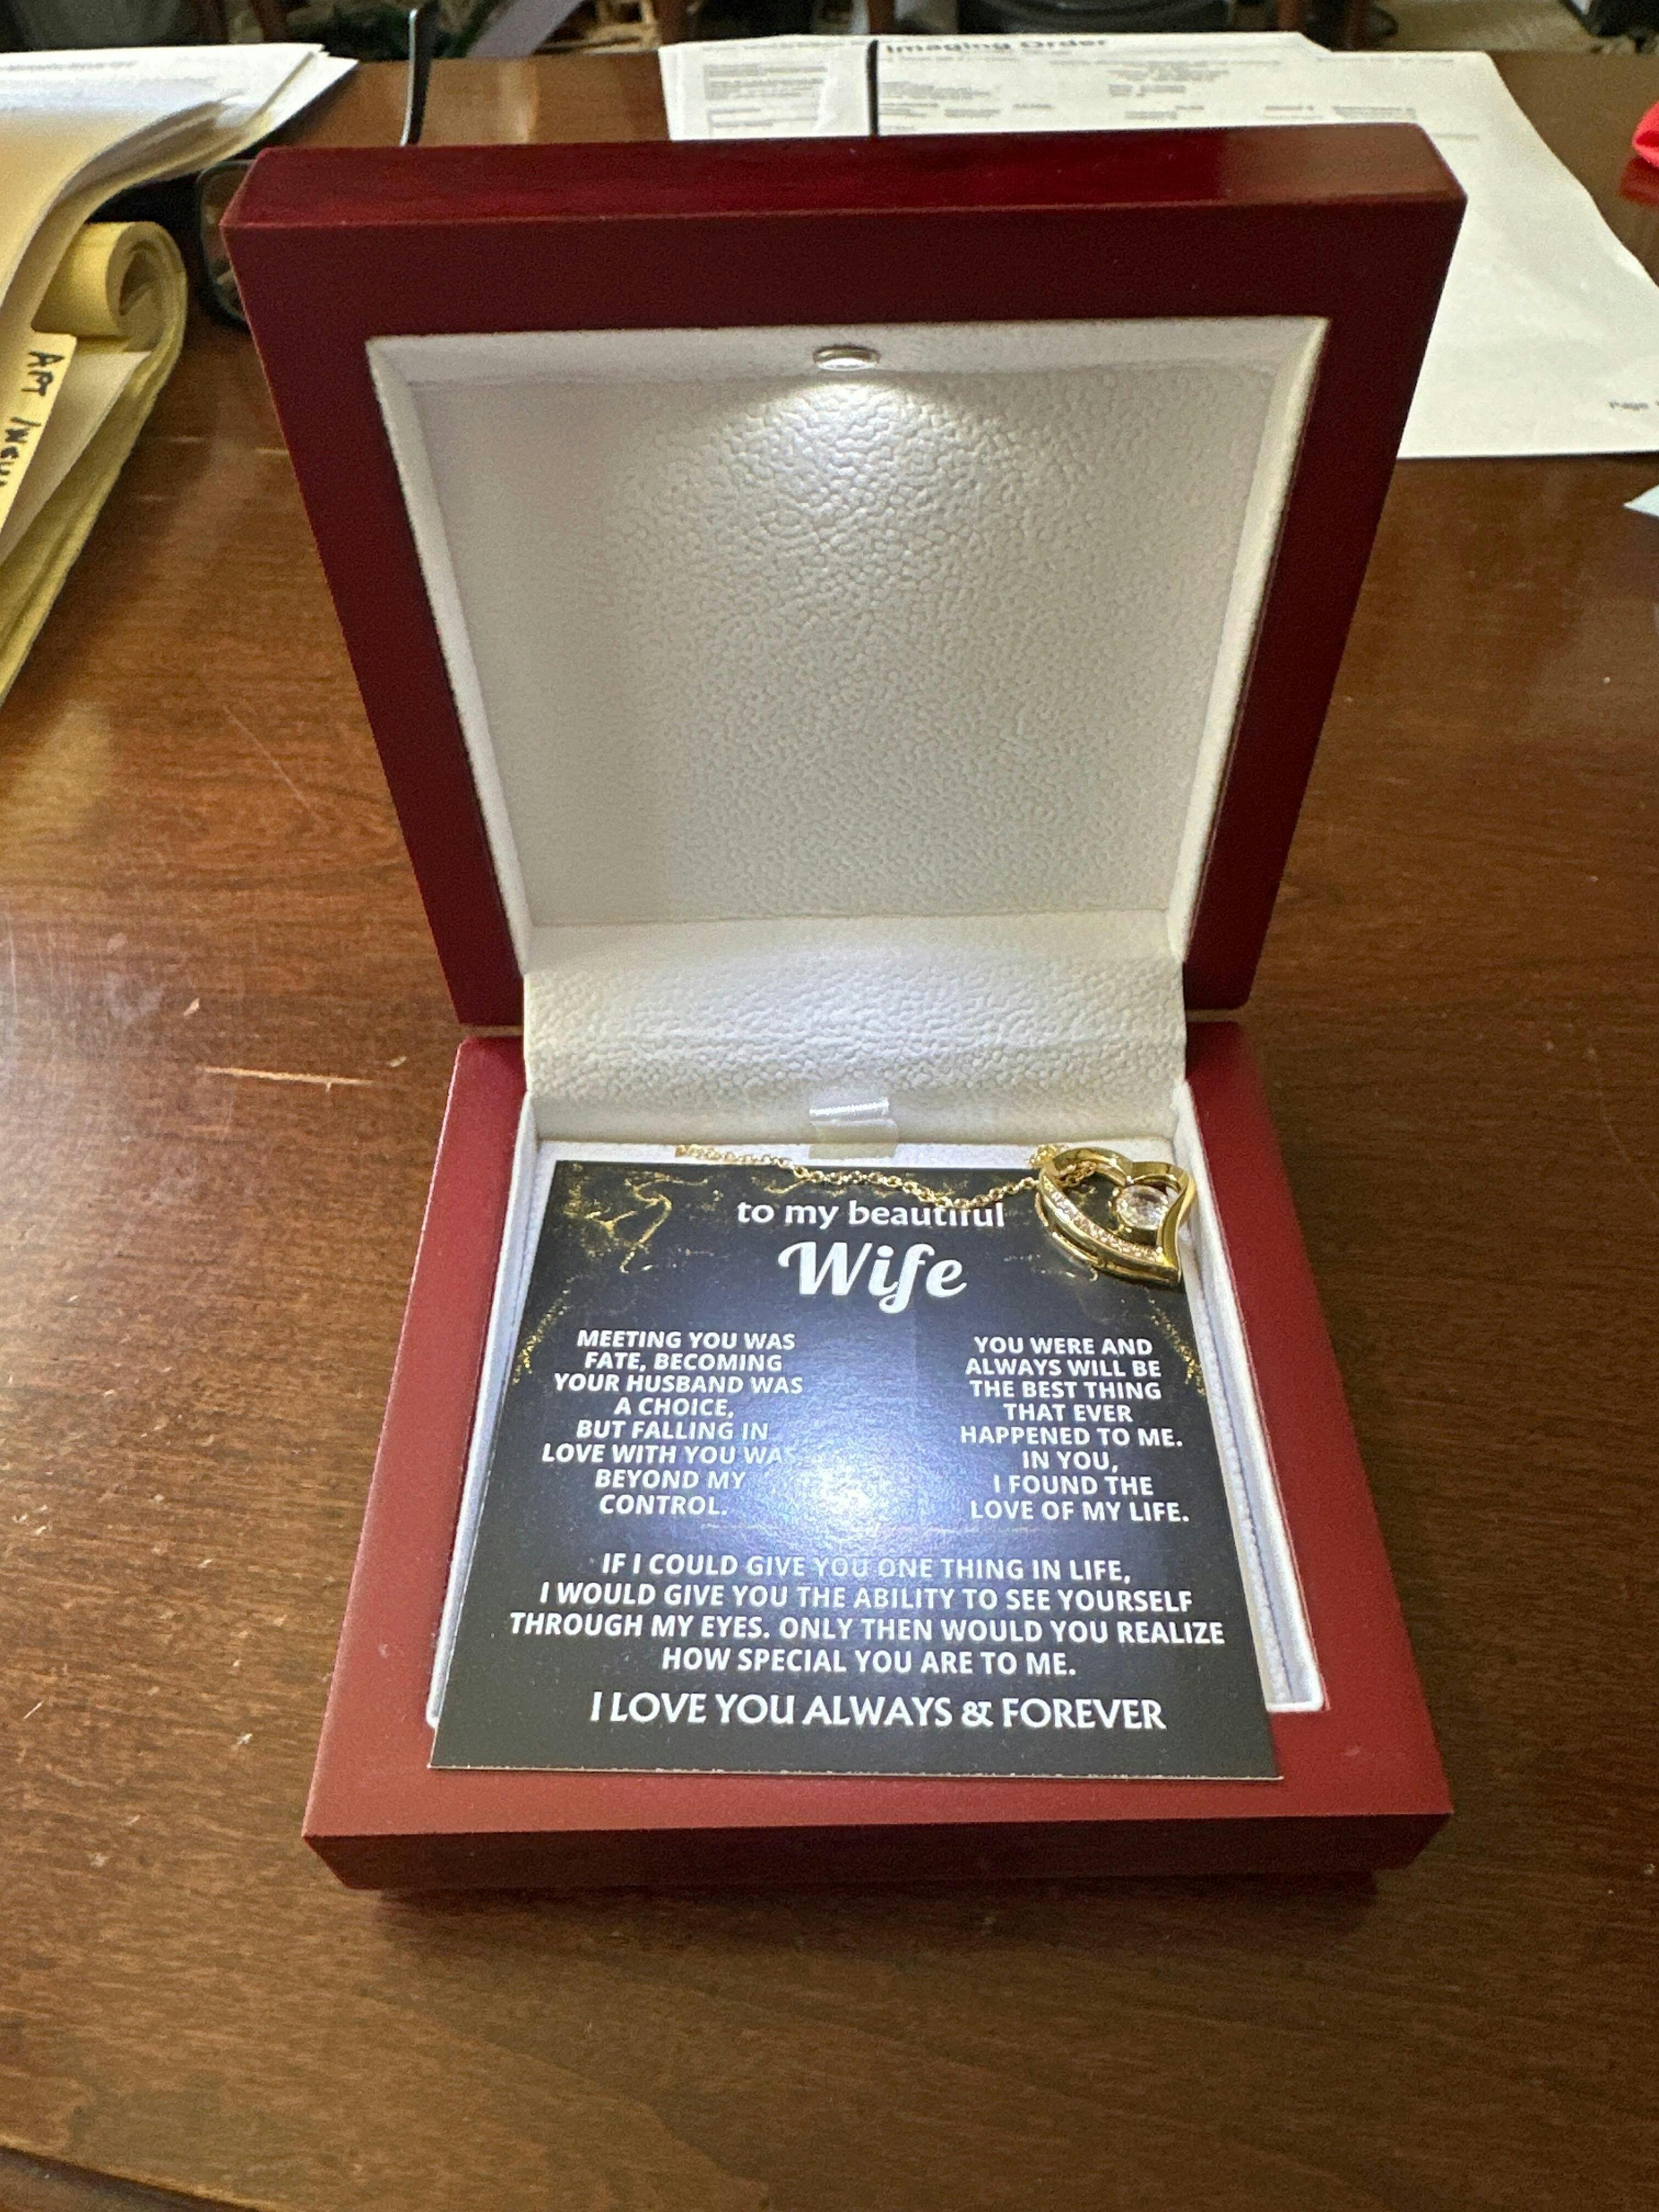 Imaging Order
Page
APT
to my beautiful
Wife
MEETING YOU WAS
FATE, BECOMING
YOUR HUSBAND WAS
A CHOICE,
BUT FALLING IN
LOVE WITH YOU WAS
BEYOND MY
CONTROL.
YOU WERE AND
ALWAYS WILL BE
THE BEST THING
THAT EVER
HAPPENED TO ME.
IN YOU,
I FOUND THE
LOVE OF MY LIFE.
IF I COULD GIVE YOU ONE THING IN LIFE,
I WOULD GIVE YOU THE ABILITY TO SEE YOURSELF
THROUGH MY EYES. ONLY THEN WOULD YOU REALIZE
HOW SPECIAL YOU ARE TO ME.
I LOVE YOU ALWAYS & FOREVER